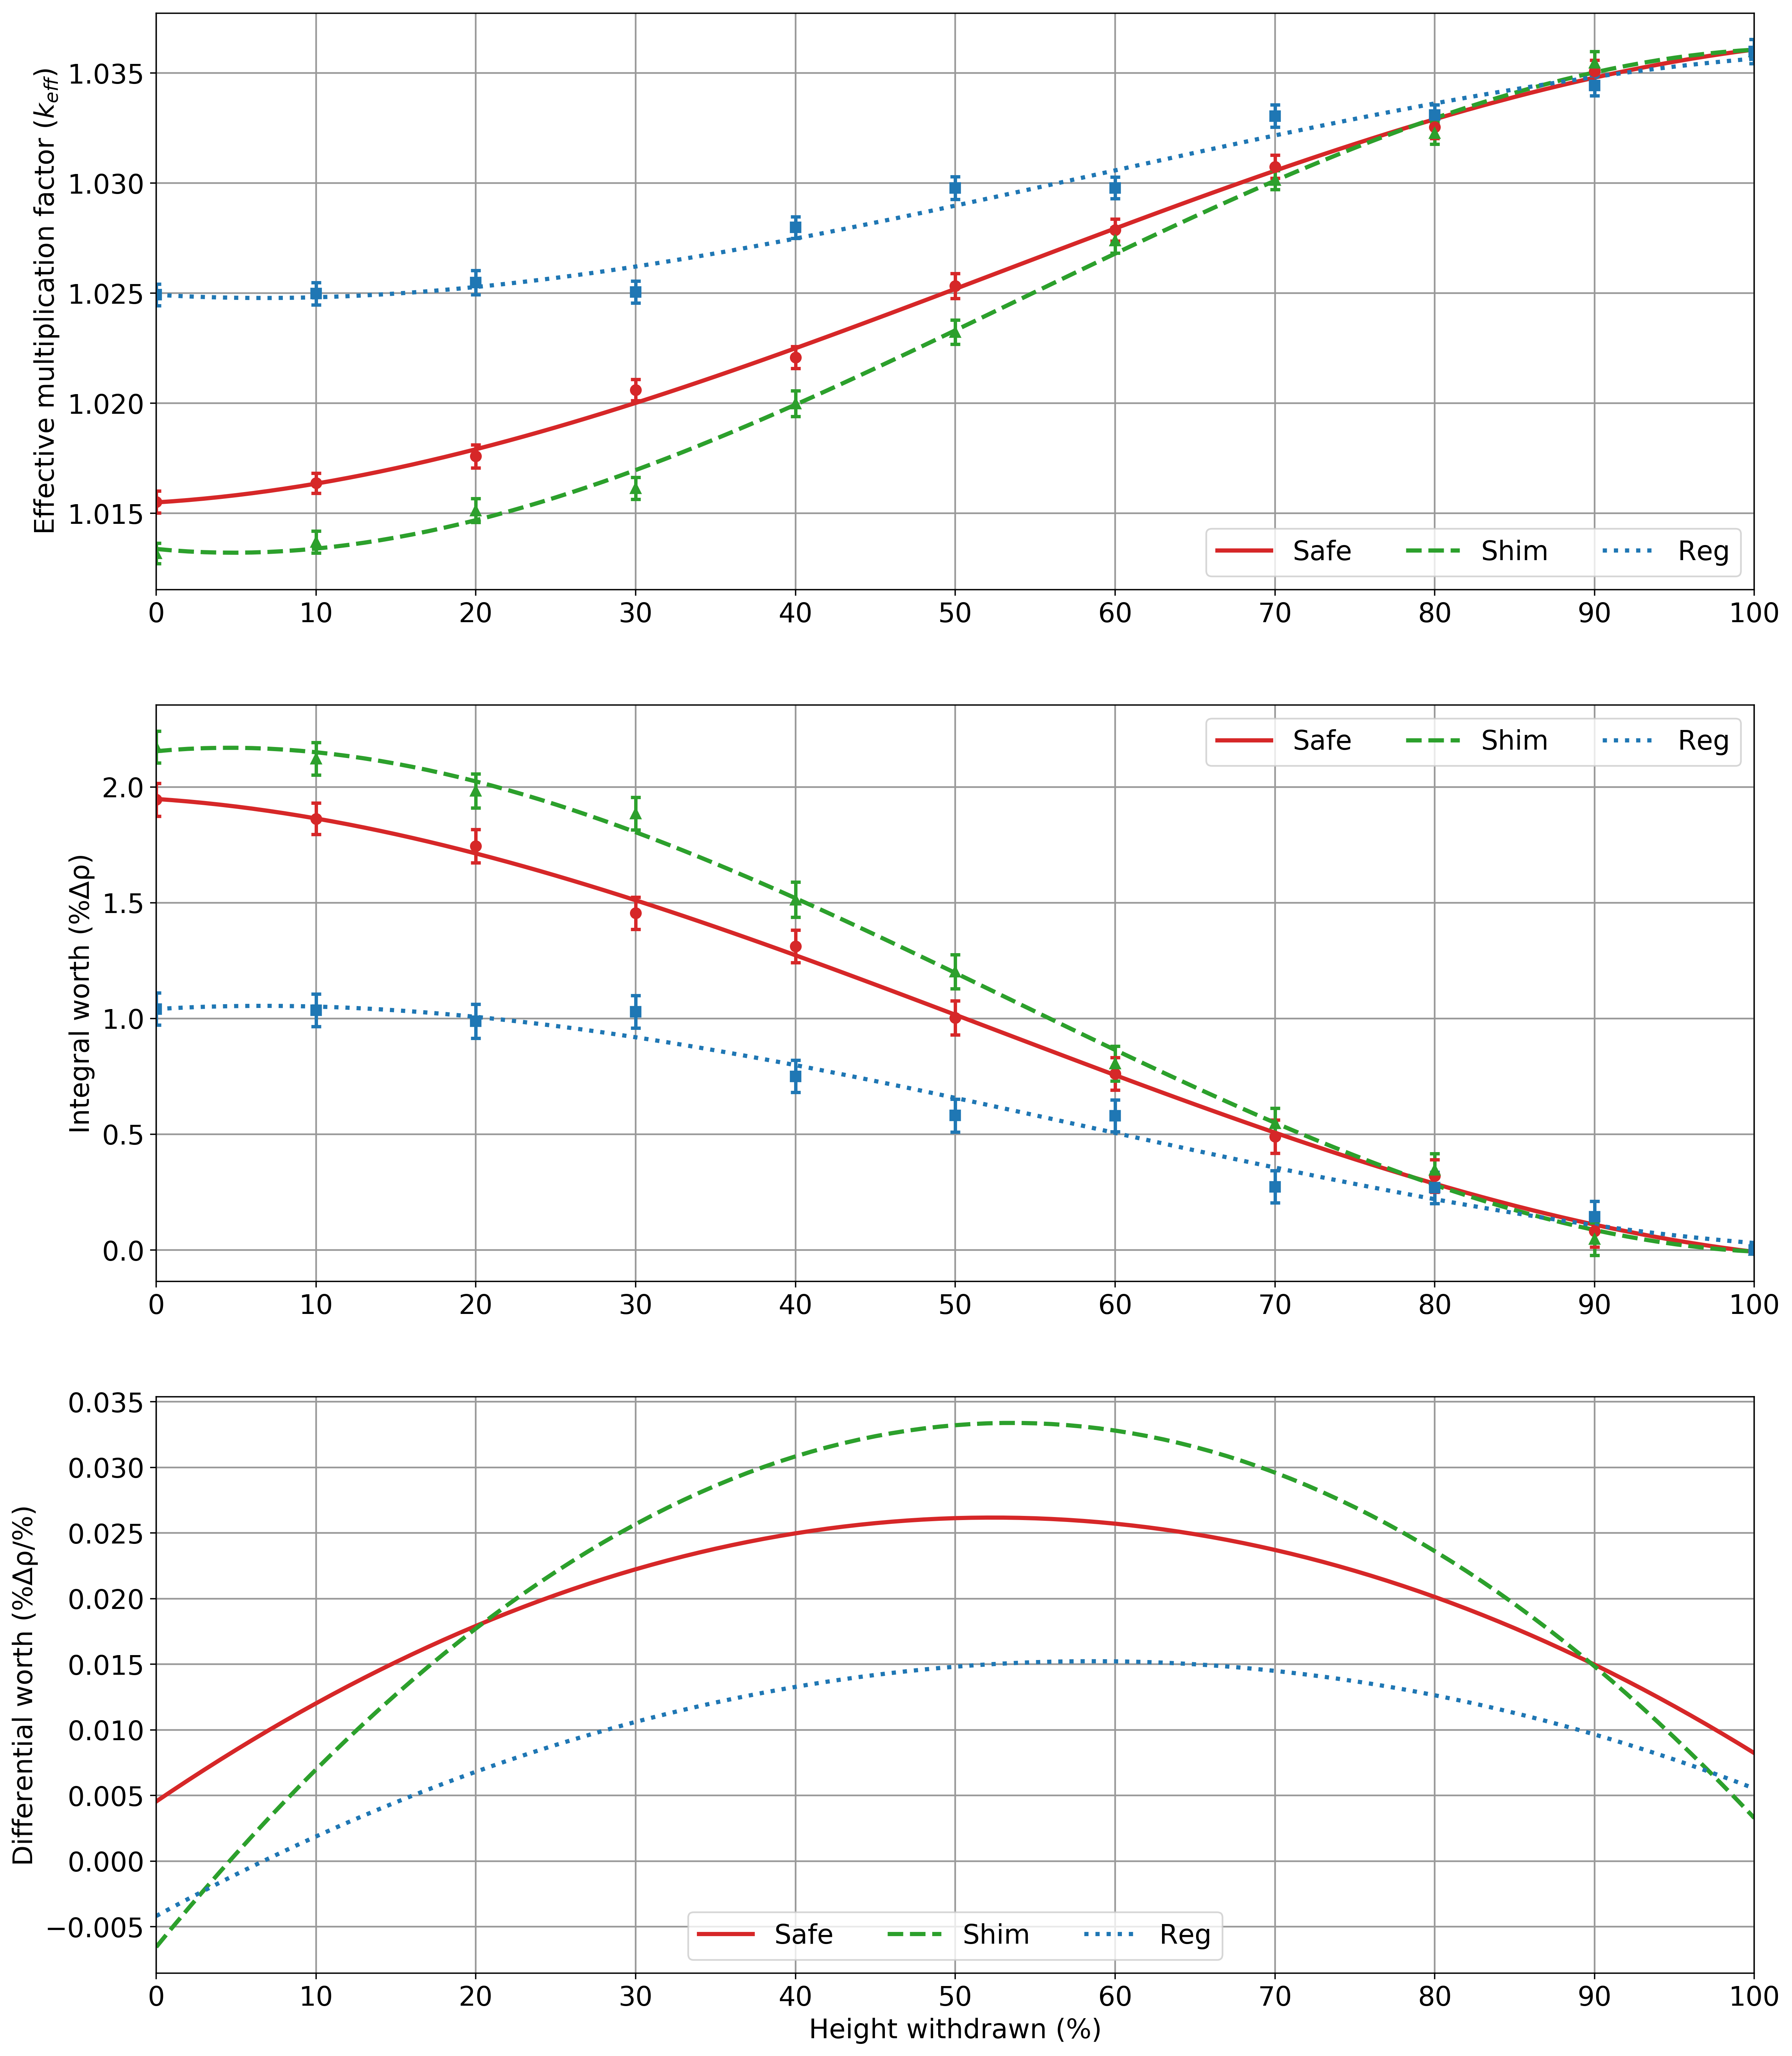 Effective multiplication factor (k_eff)
1.035
1.030
1.025
1.020
1.015
Safe Shim Reg
0 10 20 30 40 50 60 70 80 90 100
Integral worth (%Δρ)
2.0
1.5
1.0
0.5
0.0
Safe Shim Reg
0 10 20 30 40 50 60 70 80 90 100
Differential worth (%Δρ/%)
0.035
0.030
0.025
0.020
0.015
0.010
0.005
0.000
−0.005
Safe Shim Reg
0 10 20 30 40 50 60 70 80 90 100
Height withdrawn (%)